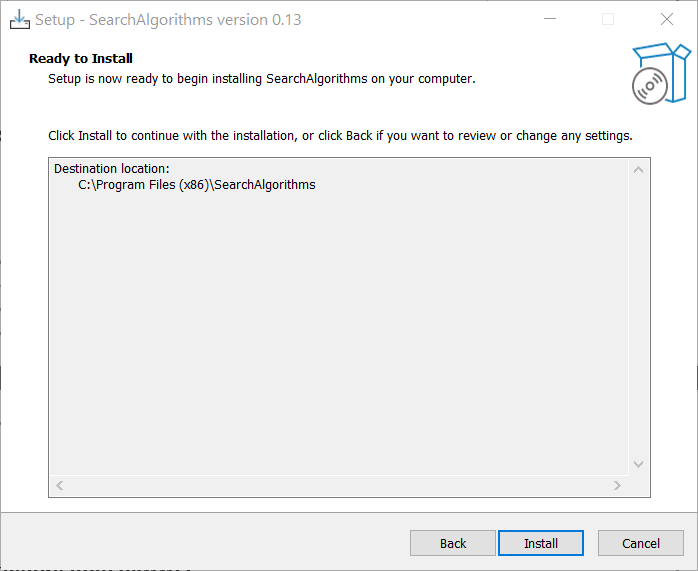 Setup - SearchAlgorithms version 0.13
Ready to Install
Setup is now ready to begin installing SearchAlgorithms on your computer.
Click Install to continue with the installation, or click Back if you want to review or change any settings.
Destination location:
C:\Program Files (x86)\SearchAlgorithms
Back
Install
Cancel